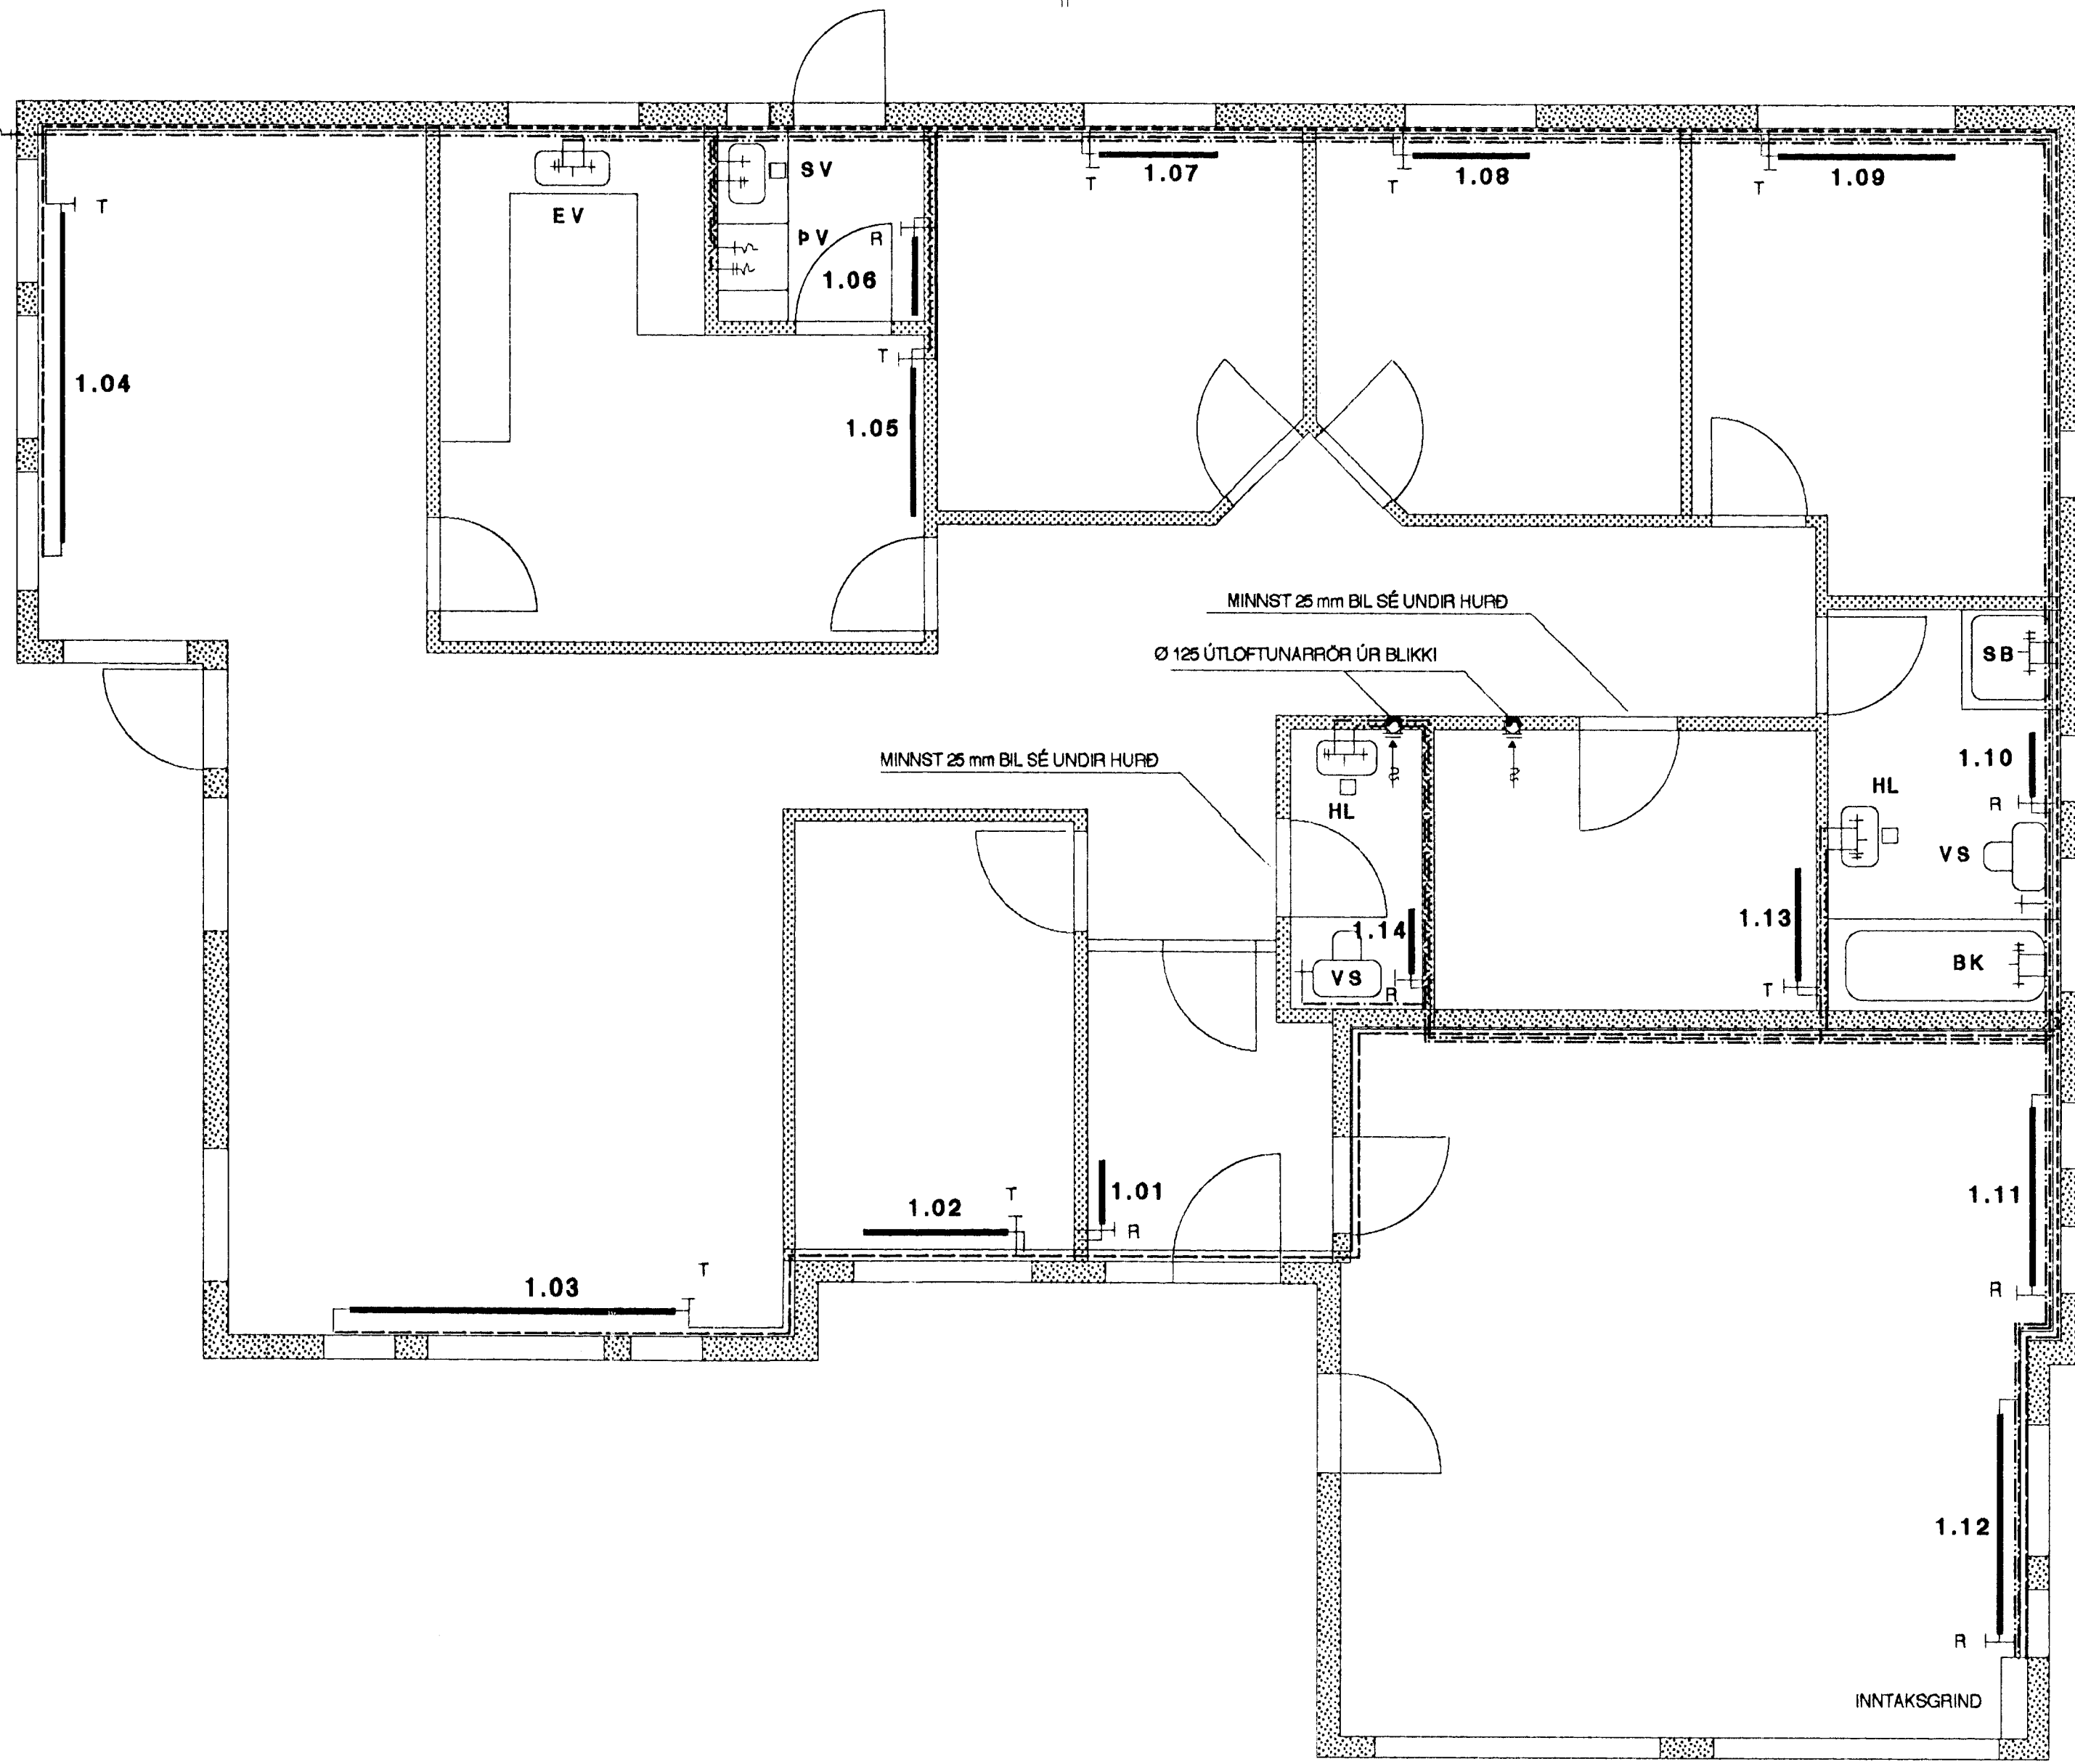 1.07
1.08
1.09
T
T
T
SV
T
EV
ÞV
R
1.06
T
1.04
1.05
MINNST 25 mm BIL SÉ UNDIR HURÐ
Ø 125 ÚTLOFTUNARRÖR ÚR BLIKKI
SB
MINNST 25 mm BIL SÉ UNDIR HURÐ
1.10
HL
HL
R
VS
1.13
1.14
BK
VS
R
T
1.11
T
1.01
1.02
R
T
1.03
R
1.12
R
INNTAKSGRIND